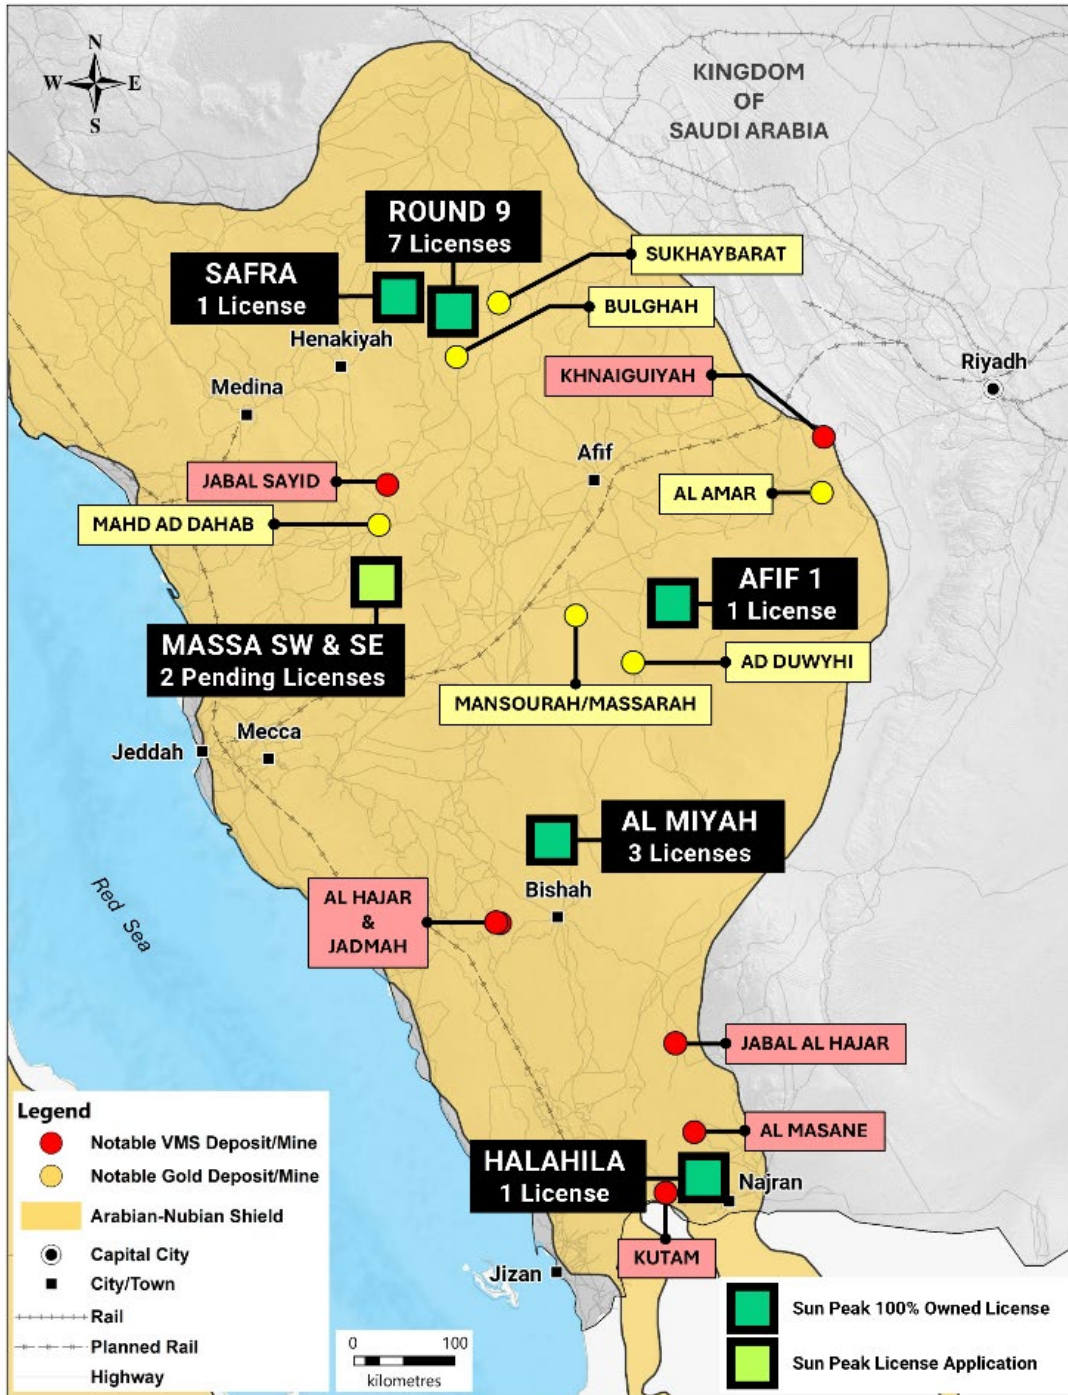 N
W E
S
KINGDOM
OF
SAUDI ARABIA
ROUND 9
7 Licenses
SUKHAYBARAT
SAFRA
1 License
BULGHAH
Henakiyah
KHNAIGUIYAH
Riyadh
Medina
Afif
JABAL SAYID
AL AMAR
MAHD AD DAHAB
AFIF 1
1 License
MASSA SW & SE
2 Pending Licenses
AD DUWYHI
MANSOURAH/MASSARAH
Mecca
Jeddah
AL MIYAH
3 Licenses
Red Sea
Bishah
AL HAJAR
&
JADMAH
JABAL AL HAJAR
AL MASANE
HALAHILA
1 License
Najran
KUTAM
Jizan
Legend
Notable VMS Deposit/Mine
Notable Gold Deposit/Mine
Arabian-Nubian Shield
Capital City
City/Town
Rail
Planned Rail
Highway
0 100
kilometres
Sun Peak 100% Owned License
Sun Peak License Application